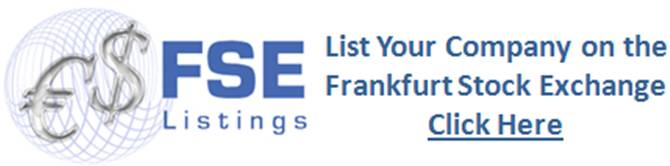 €$
FSE
Listings
List Your Company on the
Frankfurt Stock Exchange
Click Here